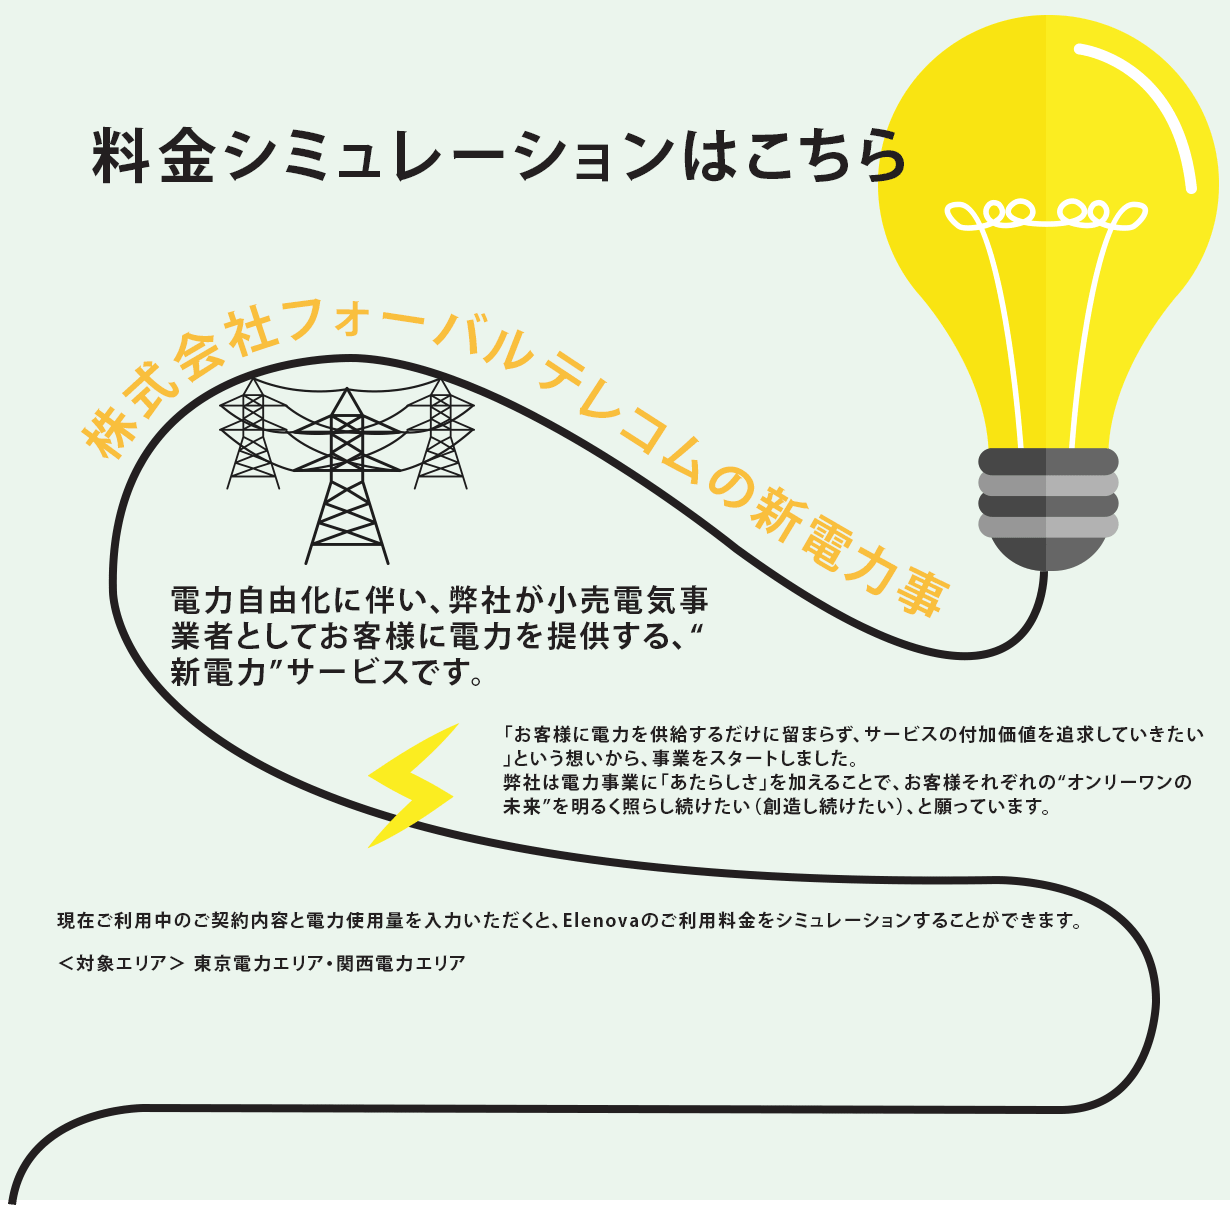 料金シミュレーションはこちら
株式会社フォーバルテレコムの新電力事
電力自由化に伴い、弊社が小売電気事
業者としてお客様に電力を提供する、“
新電力”サービスです。
「お客様に電力を供給するだけに留まらず、サービスの付加価値を追求していきたい
」という想いから、事業をスタートしました。
弊社は電力事業に「あたらしさ」を加えることで、お客様それぞれの“オンリーワンの
未来”を明るく照らし続けたい（創造し続けたい）、と願っています。
現在ご利用中のご契約内容と電力使用量を入力いただくと、Elenovaのご利用料金をシミュレーションすることができます。
＜対象エリア＞ 東京電力エリア・関西電力エリア